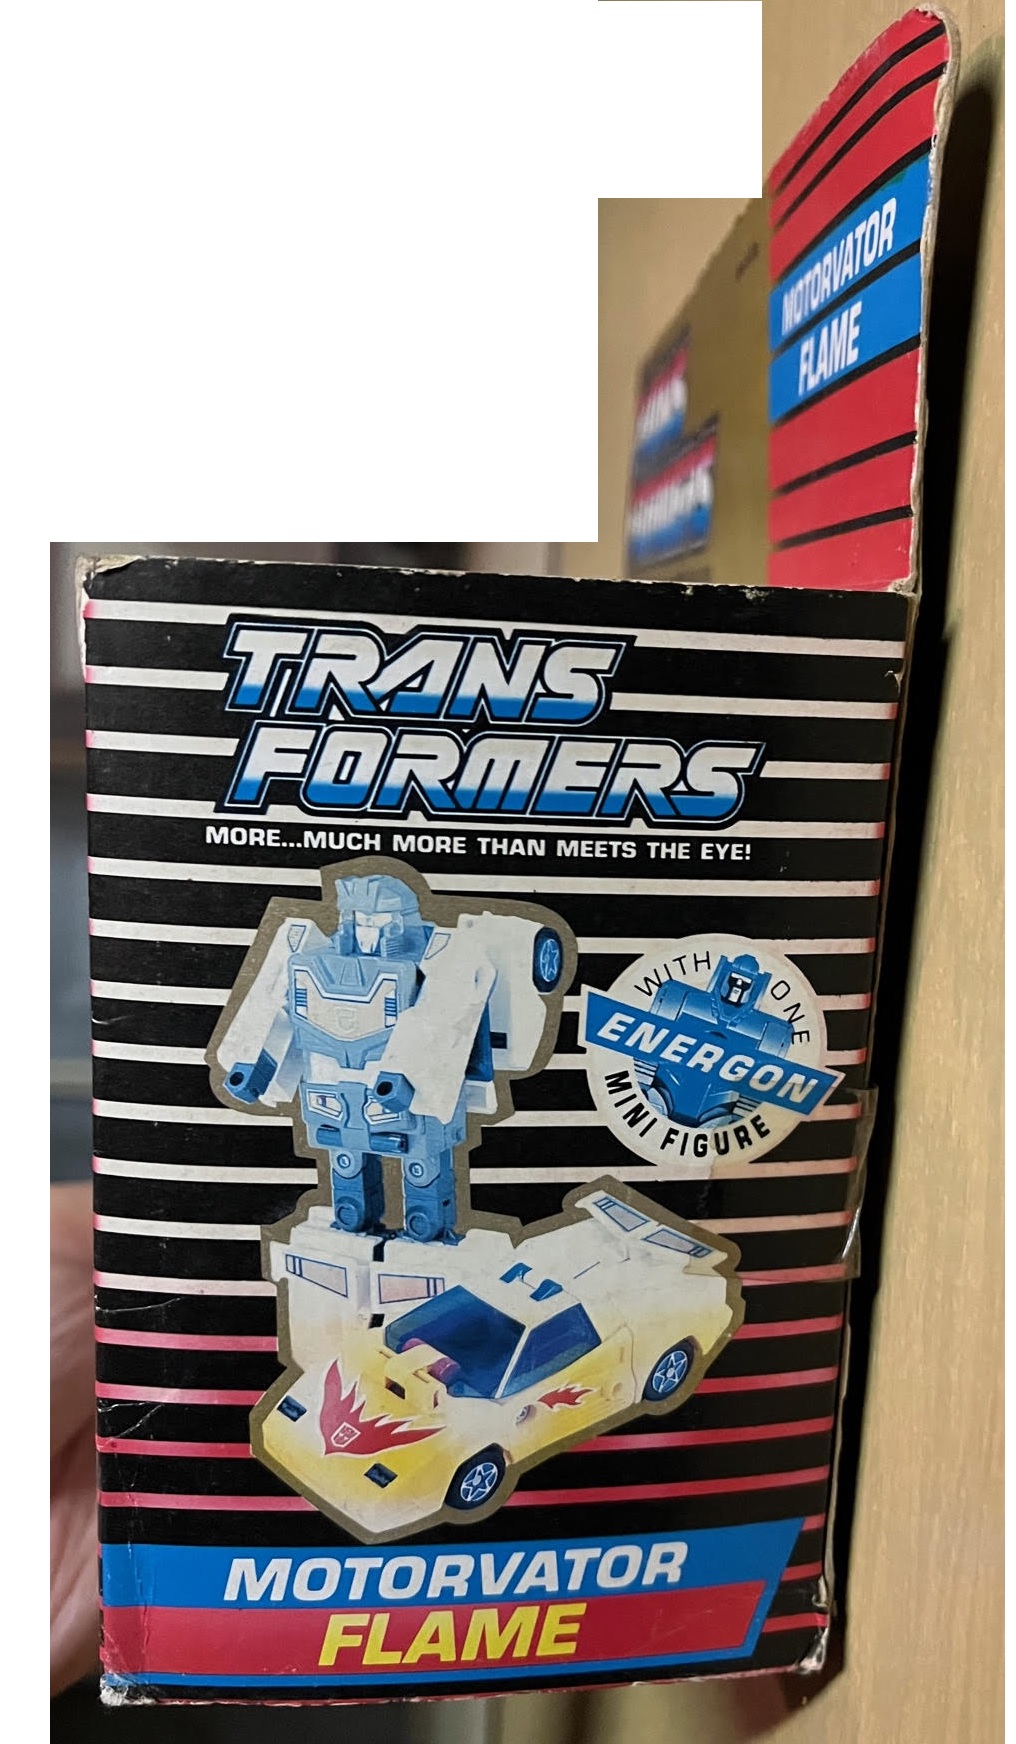 MOTORVATOR
FLAME
TRANS
FORMERS
MORE...MUCH MORE THAN MEETS THE EYE!
WITH ONE
ENERGON
MINI FIGURE
MOTORVATOR
FLAME